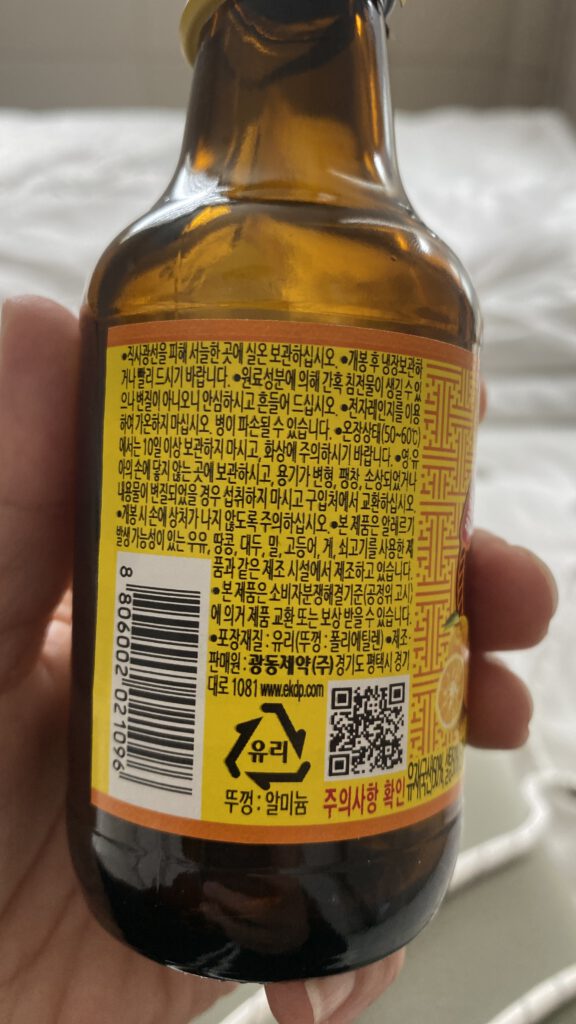 •직사광선을 피해 서늘한 곳에 실온 보관하십시오. •개봉 후 냉장보관하
거나 빨리 드시기 바랍니다. •원료성분에 의해 간혹 침전물이 생길 수 있
으나 변질이 아니오니 안심하시고 흔들어 드십시오. •전자레인지를 이용
하여 가온하지 마십시오. 병이 파손될 수 있습니다. •온장상태(50~60℃)
에서는 10일 이상 보관하지 마시고, 화상에 주의하시기 바랍니다. •영·유
아의 손에 닿지 않는 곳에 보관하시고, 용기가 변형, 팽창, 손상되었거나
내용물이 변질되었을 경우 섭취하지 마시고 구입처에서 교환하십시오.
•개봉 시 손에 상처가 나지 않도록 주의하십시오. •본 제품은 알레르기
발생 가능성이 있는 우유, 땅콩, 대두, 밀, 고등어, 게, 쇠고기를 사용한 제
품과 같은 제조 시설에서 제조하고 있습니다.
•본 제품은 소비자분쟁해결기준(공정위 고시)
에 의거 제품 교환 또는 보상 받을 수 있습니다.
•포장재질 : 유리(뚜껑 · 폴리에틸렌) •제조·
판매원 : 광동제약(주) 경기도 평택시 경기
대로 1081 www.ekdp.com
8 806002 021096
유리
뚜껑 : 알미늄
주의사항 확인